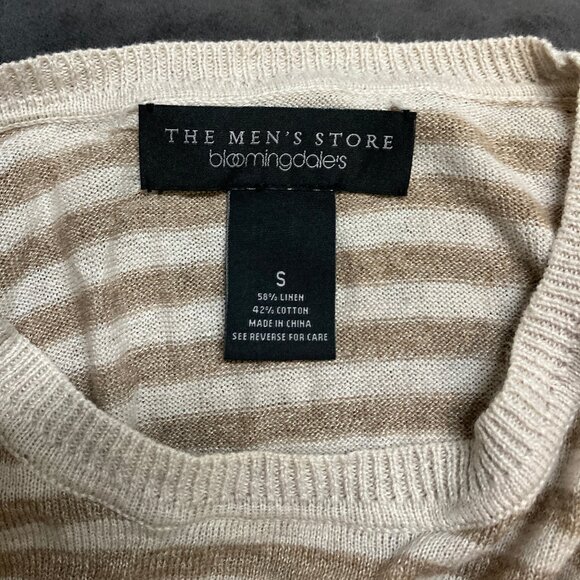 THE MEN'S STORE
bloomingdale's
S
58% LINEN
42% COTTON
MADE IN CHINA
SEE REVERSE FOR CARE